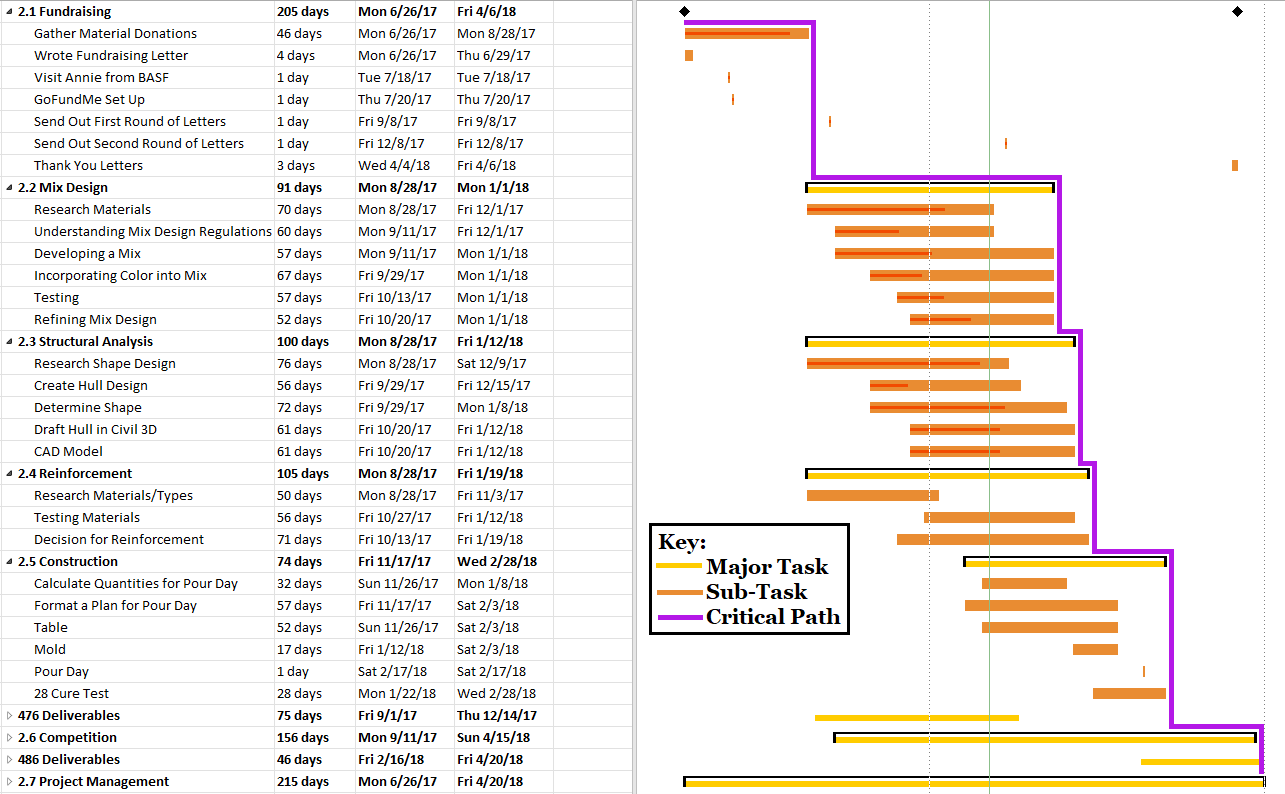 2.1 Fundraising 205 days Mon 6/26/17 Fri 4/6/18
Gather Material Donations 46 days Mon 6/26/17 Mon 8/28/17
Wrote Fundraising Letter 4 days Mon 6/26/17 Thu 6/29/17
Visit Annie from BASF 1 day Tue 7/18/17 Tue 7/18/17
GoFundMe Set Up 1 day Thu 7/20/17 Thu 7/20/17
Send Out First Round of Letters 1 day Fri 9/8/17 Fri 9/8/17
Send Out Second Round of Letters 1 day Fri 12/8/17 Fri 12/8/17
Thank You Letters 3 days Wed 4/4/18 Fri 4/6/18
2.2 Mix Design 91 days Mon 8/28/17 Mon 1/1/18
Research Materials 70 days Mon 8/28/17 Fri 12/1/17
Understanding Mix Design Regulations 60 days Mon 9/11/17 Fri 12/1/17
Developing a Mix 57 days Mon 9/11/17 Mon 1/1/18
Incorporating Color into Mix 67 days Fri 9/29/17 Mon 1/1/18
Testing 57 days Fri 10/13/17 Mon 1/1/18
Refining Mix Design 52 days Fri 10/20/17 Mon 1/1/18
2.3 Structural Analysis 100 days Mon 8/28/17 Fri 1/12/18
Research Shape Design 76 days Mon 8/28/17 Sat 12/9/17
Create Hull Design 56 days Fri 9/29/17 Fri 12/15/17
Determine Shape 72 days Fri 9/29/17 Mon 1/8/18
Draft Hull in Civil 3D 61 days Fri 10/20/17 Fri 1/12/18
CAD Model 61 days Fri 10/20/17 Fri 1/12/18
2.4 Reinforcement 105 days Mon 8/28/17 Fri 1/19/18
Research Materials/Types 50 days Mon 8/28/17 Fri 11/3/17
Testing Materials 56 days Fri 10/27/17 Fri 1/12/18
Decision for Reinforcement 71 days Fri 10/13/17 Fri 1/19/18
2.5 Construction 74 days Fri 11/17/17 Wed 2/28/18
Calculate Quantities for Pour Day 32 days Sun 11/26/17 Mon 1/8/18
Format a Plan for Pour Day 57 days Fri 11/17/17 Sat 2/3/18
Table 52 days Sun 11/26/17 Sat 2/3/18
Mold 17 days Fri 1/12/18 Sat 2/3/18
Pour Day 1 day Sat 2/17/18 Sat 2/17/18
28 Cure Test 28 days Mon 1/22/18 Wed 2/28/18
476 Deliverables 75 days Fri 9/1/17 Thu 12/14/17
2.6 Competition 156 days Mon 9/11/17 Sun 4/15/18
486 Deliverables 46 days Fri 2/16/18 Fri 4/20/18
2.7 Project Management 215 days Mon 6/26/17 Fri 4/20/18
Key:
Major Task
Sub-Task
Critical Path